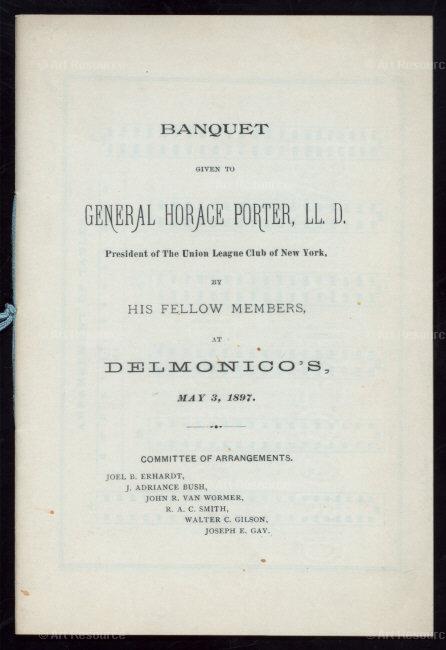 BANQUET
GIVEN TO
GENERAL HORACE PORTER, LL. D.
President of The Union League Club of New York,
BY
HIS FELLOW MEMBERS,
AT
DELMONICO'S,
MAY 3, 1897.
COMMITTEE OF ARRANGEMENTS.
JOEL B. ERHARDT,
J. ADRIANCE BUSH,
JOHN R. VAN WORMER,
R. A. C. SMITH,
WALTER C. GILSON,
JOSEPH E. GAY.